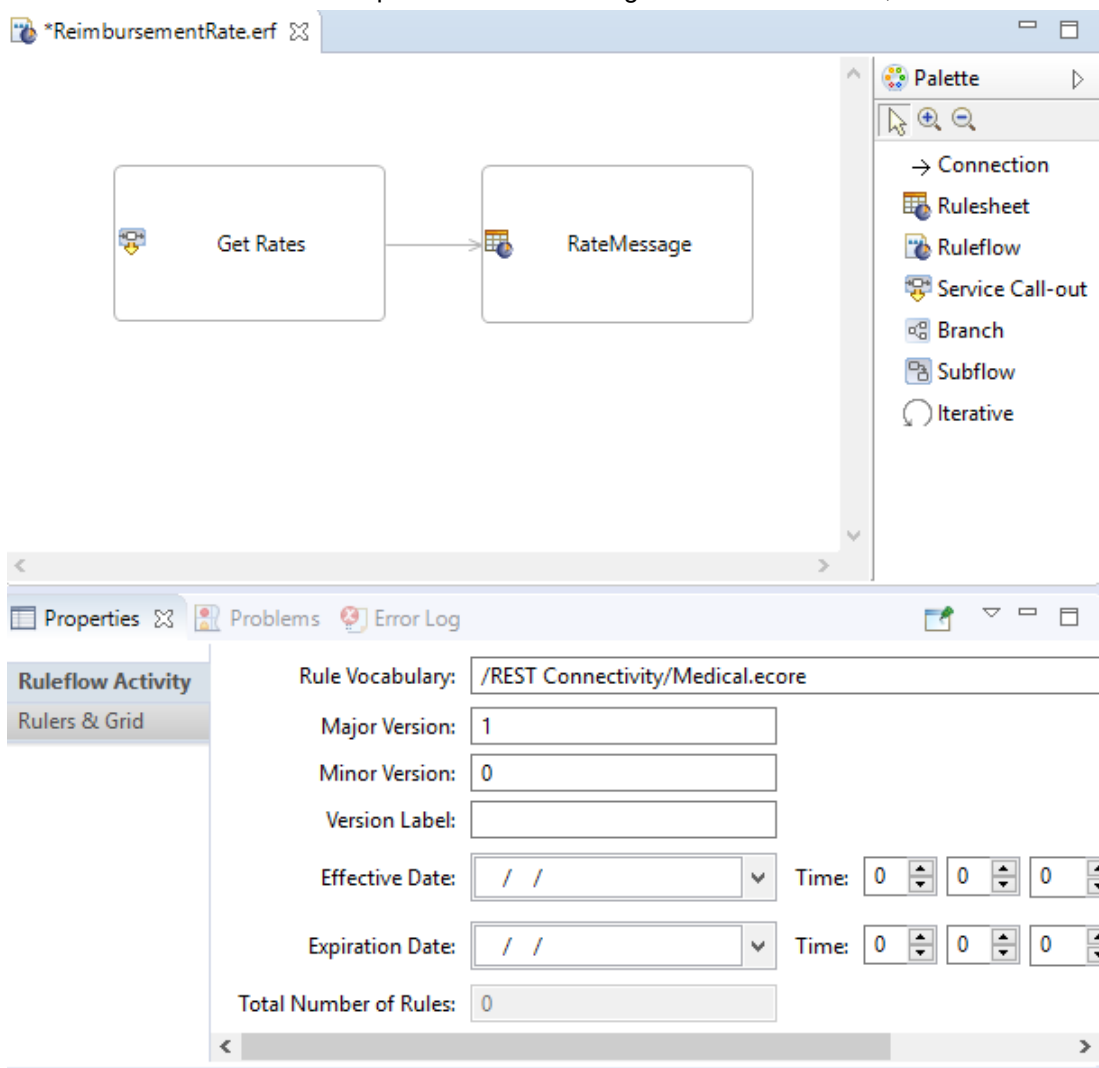 *ReimbursementRate.erf
Palette
Connection
Rulesheet
Get Rates
RateMessage
Ruleflow
Service Call-out
Branch
Subflow
Iterative
Properties Problems Error Log
Ruleflow Activity
Rulers & Grid
Rule Vocabulary: /REST Connectivity/Medical.ecore
Major Version: 1
Minor Version: 0
Version Label:
Effective Date: / / Time: 0 0 0
Expiration Date: / / Time: 0 0 0
Total Number of Rules: 0